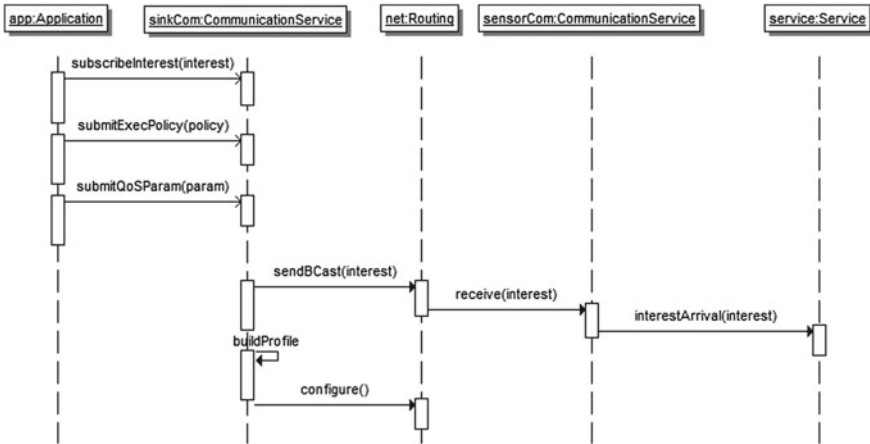 app:Application
sinkCom:CommunicationService
net:Routing
sensorCom:CommunicationService
service:Service
subscribeInterest(interest)
submitExecPolicy(policy)
submitQoSParam(param)
sendBCast(interest)
receive(interest)
interestArrival(interest)
buildProfile
configure()